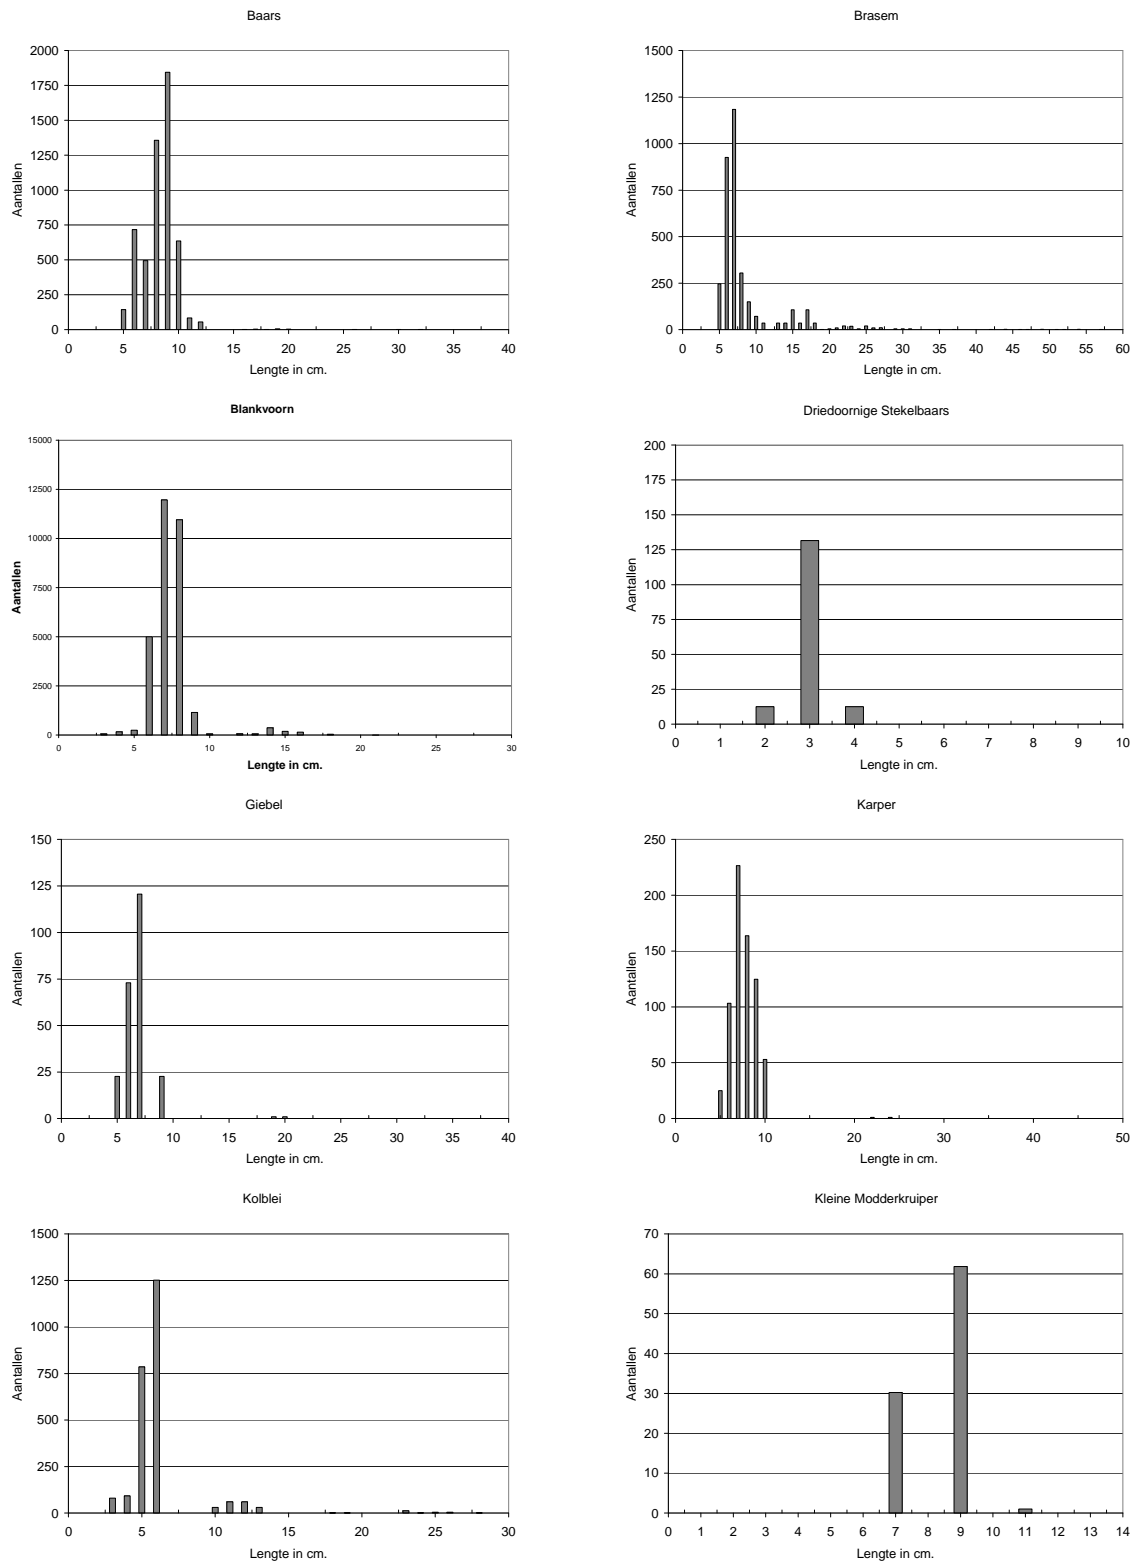 Baars
2000
1750
1500
1250
1000
750
500
250
0
Aantallen
0 5 10 15 20 25 30 35 40
Lengte in cm.
Brasem
1500
1250
1000
750
500
250
0
Aantallen
0 5 10 15 20 25 30 35 40 45 50 55 60
Lengte in cm.
Blankvoorn
15000
12500
10000
7500
5000
2500
0
Aantallen
0 5 10 15 20 25 30
Lengte in cm.
Driedoornige Stekelbaars
200
175
150
125
100
75
50
25
0
Aantallen
0 1 2 3 4 5 6 7 8 9 10
Lengte in cm.
Giebel
150
125
100
75
50
25
0
Aantallen
0 5 10 15 20 25 30 35 40
Lengte in cm.
Karper
250
200
150
100
50
0
Aantallen
0 10 20 30 40 50
Lengte in cm.
Kolblei
1500
1250
1000
750
500
250
0
Aantallen
0 5 10 15 20 25 30
Lengte in cm.
Kleine Modderkruiper
70
60
50
40
30
20
10
0
Aantallen
0 1 2 3 4 5 6 7 8 9 10 11 12 13 14
Lengte in cm.